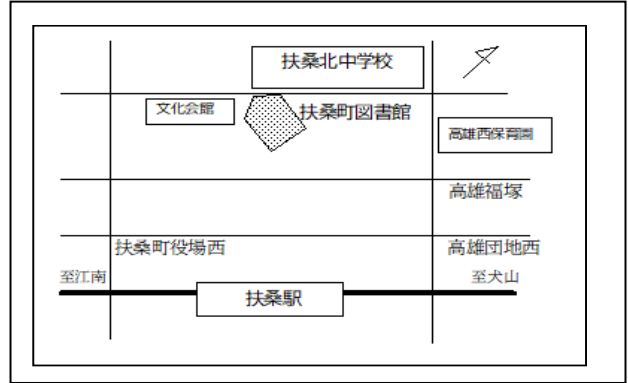 扶桑北中学校
文化会館
扶桑町図書館
高雄西保育園
高雄福塚
扶桑町役場西
高雄団地西
至江南
至犬山
扶桑駅